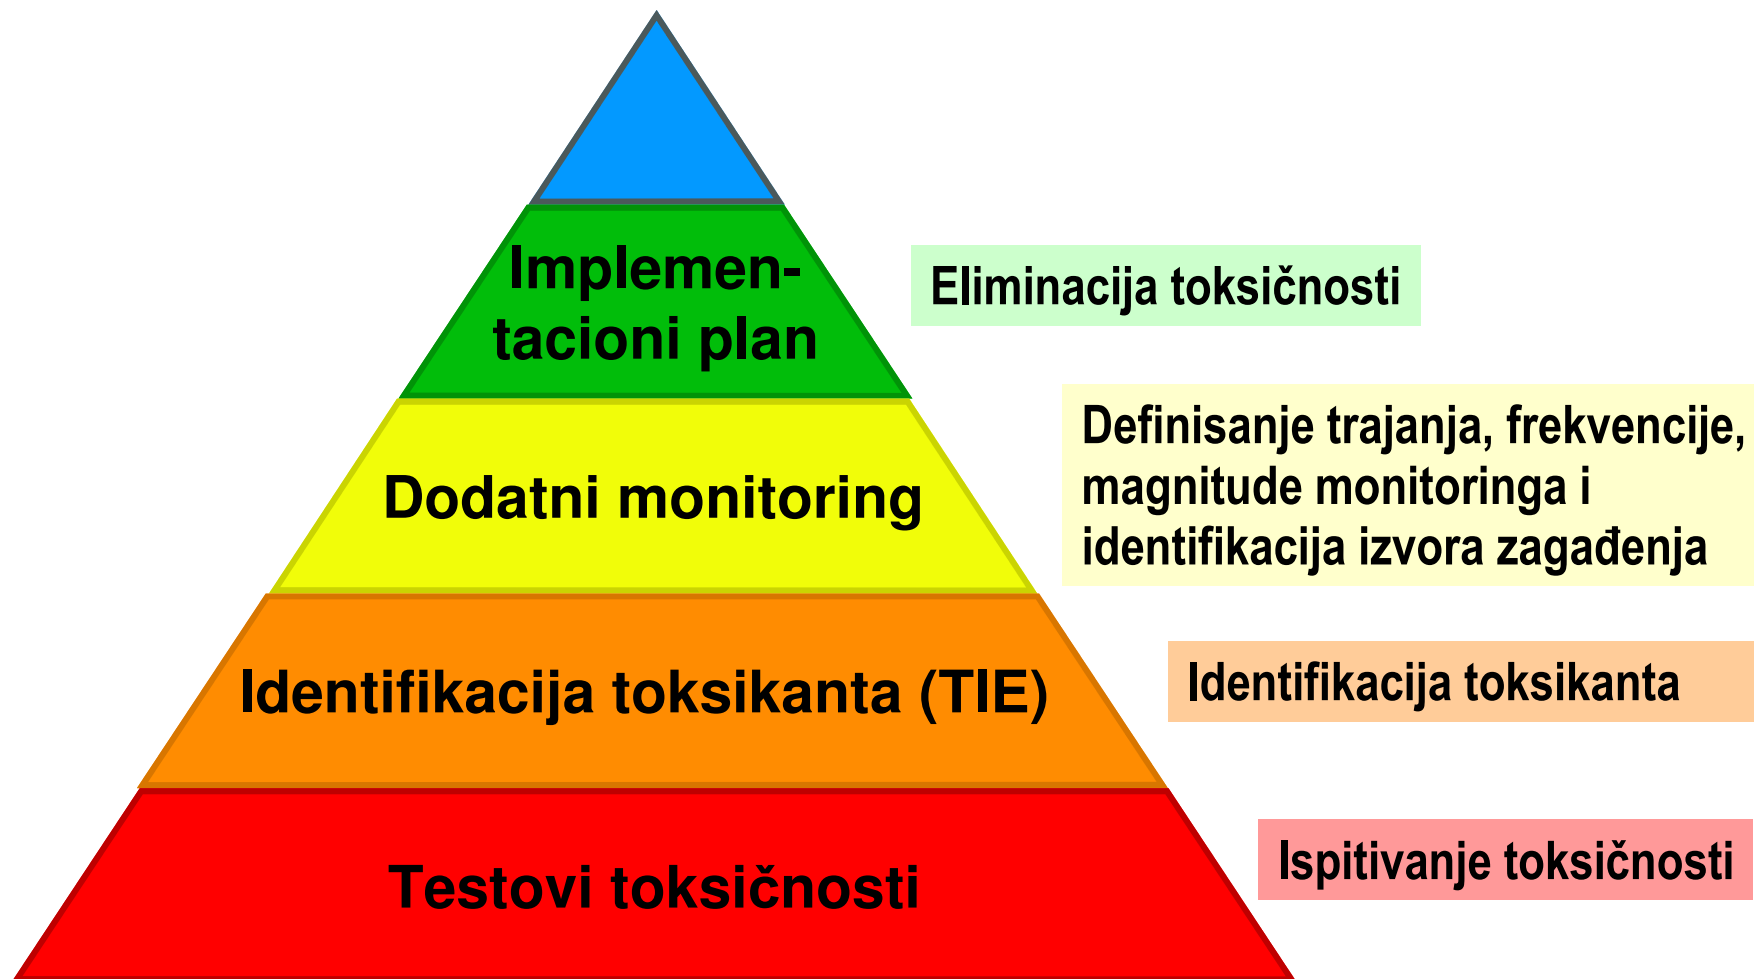 Implemen-
tacioni plan
Eliminacija toksičnosti
Dodatni monitoring
Definisanje trajanja, frekvencije,
magnitude monitoringa i
identifikacija izvora zagađenja
Identifikacija toksikanta (TIE)
Identifikacija toksikanta
Testovi toksičnosti
Ispitivanje toksičnosti